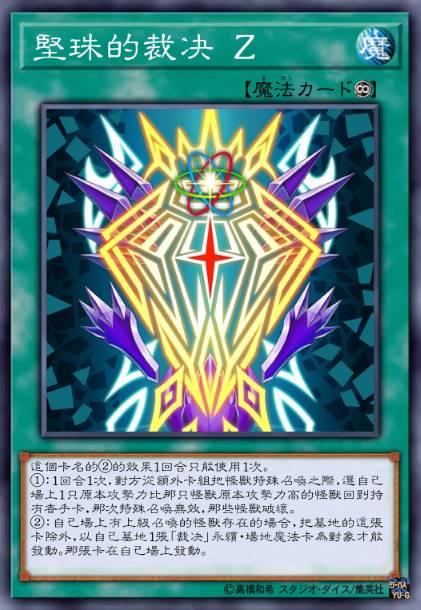 堅珠的裁決 Z
魔
【魔法カード】
這個卡名的②的效果1回合只能使用1次。
①：1回合1次，對方從額外卡組把怪獸特殊召喚之際，選自己
場上1只原本攻擊力比那只怪獸原本攻擊力高的怪獸回到持
有者手卡，那次特殊召喚無效，那些怪獸破壞。
②：自己場上有上級召喚的怪獸存在的場合，把墓地的這張
卡除外，以自己墓地1張「裁決」永續・場地魔法卡為對象才能
發動。那張卡在自己場上發動。
©高橋和希 スタジオ・ダイス/集英社